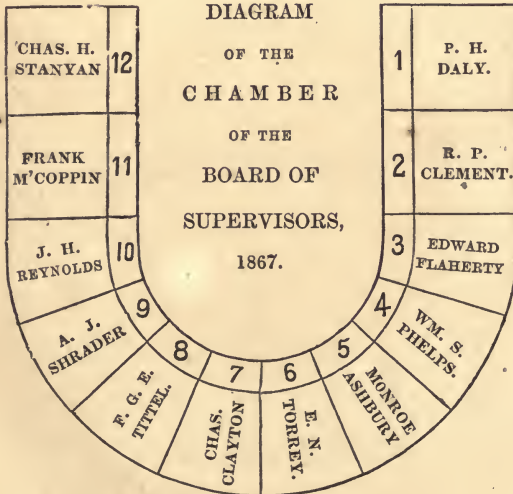 DIAGRAM
OF THE
CHAMBER
OF THE
BOARD OF
SUPERVISORS,
1867.
1
P. H.
DALY.
2
R. P.
CLEMENT.
3
EDWARD
FLAHERTY
4
WM. S.
PHELPS.
5
MONROE
ASHBURY
6
E. N.
TORREY.
7
CHAS.
CLAYTON
8
F. G. E.
TITTEL.
9
A. J.
SHRADER
10
J. H.
REYNOLDS
11
FRANK
M'COPPIN
12
CHAS. H.
STANYAN